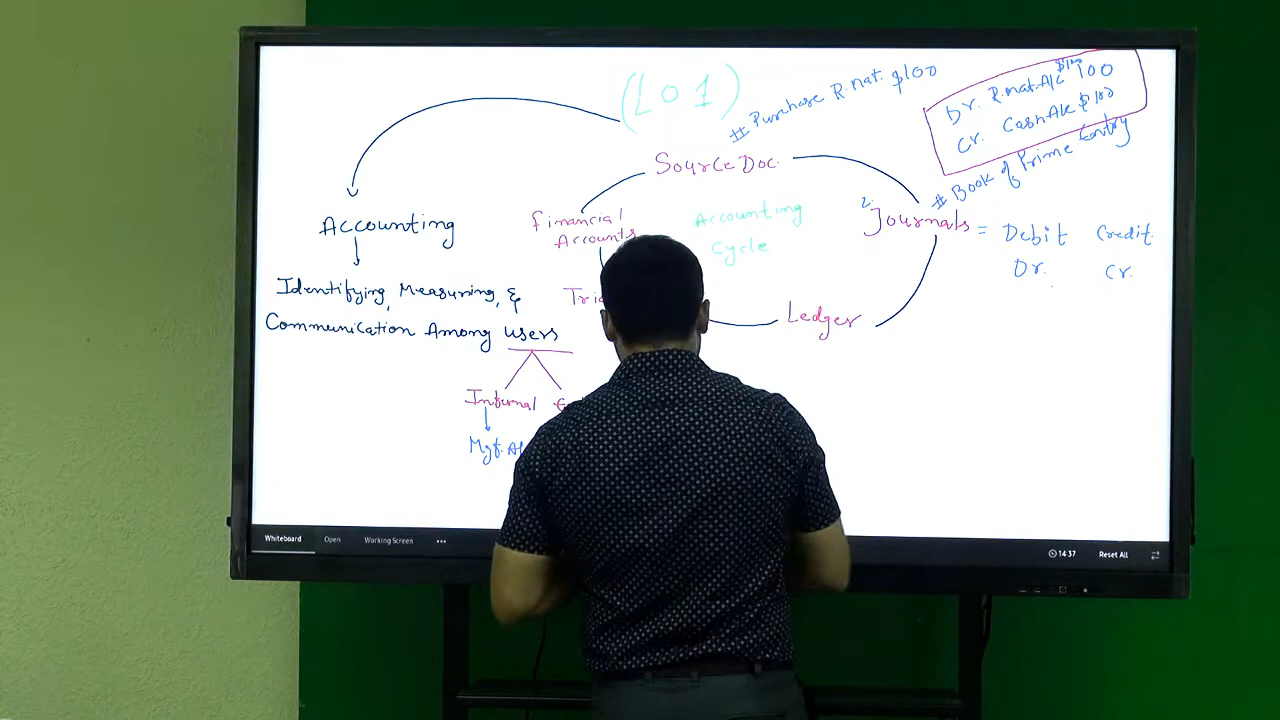 (LO1)
# Purchase R.mat. $100
Dr. R.mat.A/c $100 100
Cr. Cash A/c $100
# Book of Prime Entry
Source Doc.
Accounting
Financial
Accounts
Accounting
Cycle
2.
Journals = Debit Credit.
Dr. Cr.
Identifying, Measuring, &
Communication Among Users
Ledger
Internal
Mgt.
Whiteboard Open Working Screen •••
14:37 Reset All